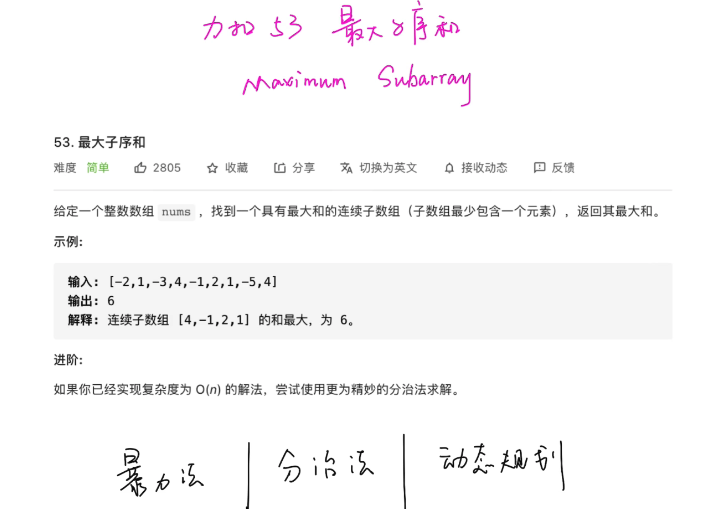 力扣 53 最大子序和
Maximum Subarray
53. 最大子序和
难度 简单 2805 收藏 分享 切换为英文 接收动态 反馈
给定一个整数数组 nums ，找到一个具有最大和的连续子数组（子数组最少包含一个元素），返回其最大和。
示例:
输入: [-2,1,-3,4,-1,2,1,-5,4]
输出: 6
解释: 连续子数组 [4,-1,2,1] 的和最大，为 6。
进阶:
如果你已经实现复杂度为 O(n) 的解法，尝试使用更为精妙的分治法求解。
暴力法 | 分治法 | 动态规划